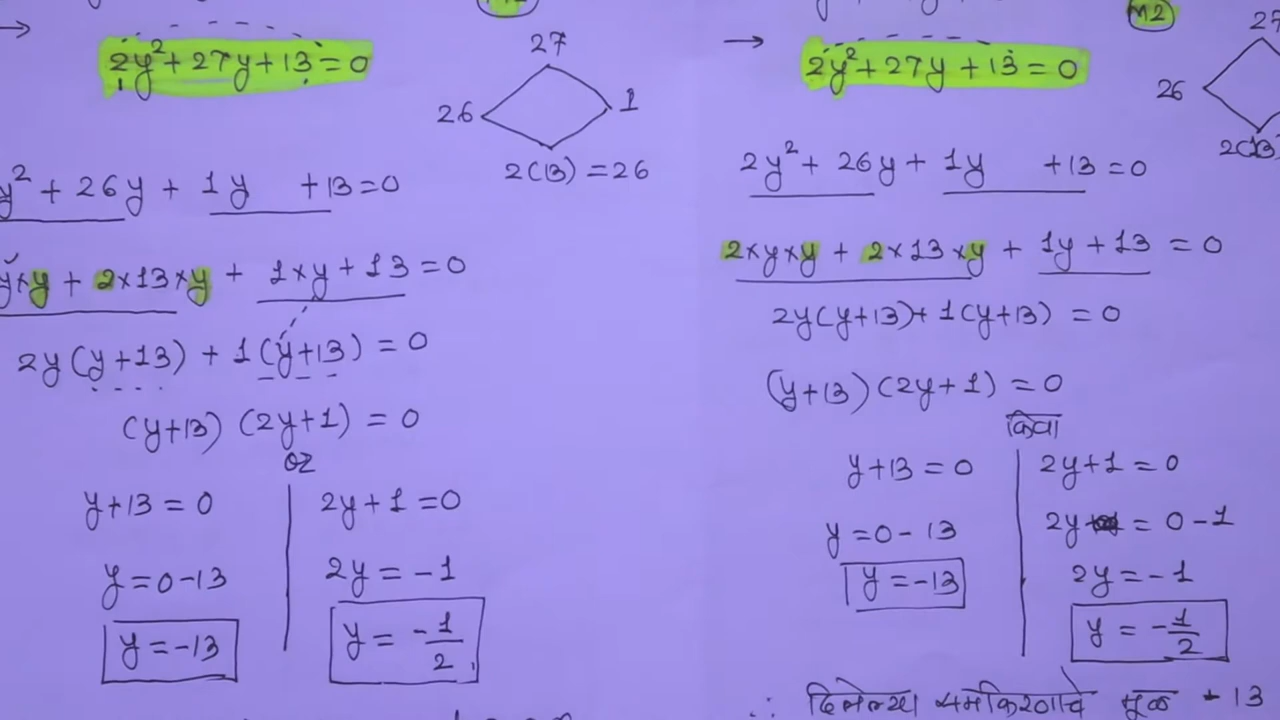 →
2y² + 27y + 13 = 0
27
26
1
2(13) = 26
y² + 26y + 1y + 13 = 0
y×y + 2×13×y + 1×y + 13 = 0
2y(y+13) + 1(y+13) = 0
(y+13) (2y+1) = 0
or
y+13 = 0
2y+1 = 0
y = 0-13
2y = -1
y = -13
y = -1/2
M2
→
2y² + 27y + 13 = 0
27
26
2(13)
2y² + 26y + 1y + 13 = 0
2×y×y + 2×13×y + 1y + 13 = 0
2y(y+13) + 1(y+13) = 0
(y+13) (2y+1) = 0
किंवा
y+13 = 0
2y+1 = 0
y = 0-13
2y = 0-1
y = -13
2y = -1
y = -1/2
∴ दिलेल्या समीकरणाचे मूळ -13